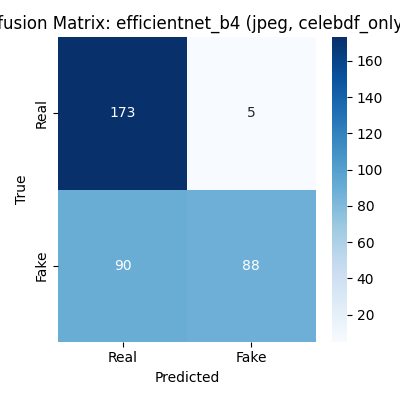 fusion Matrix: efficientnet_b4 (jpeg, celebdf_only
173
5
90
88
Real
Fake
True
Real
Fake
Predicted
160
140
120
100
80
60
40
20